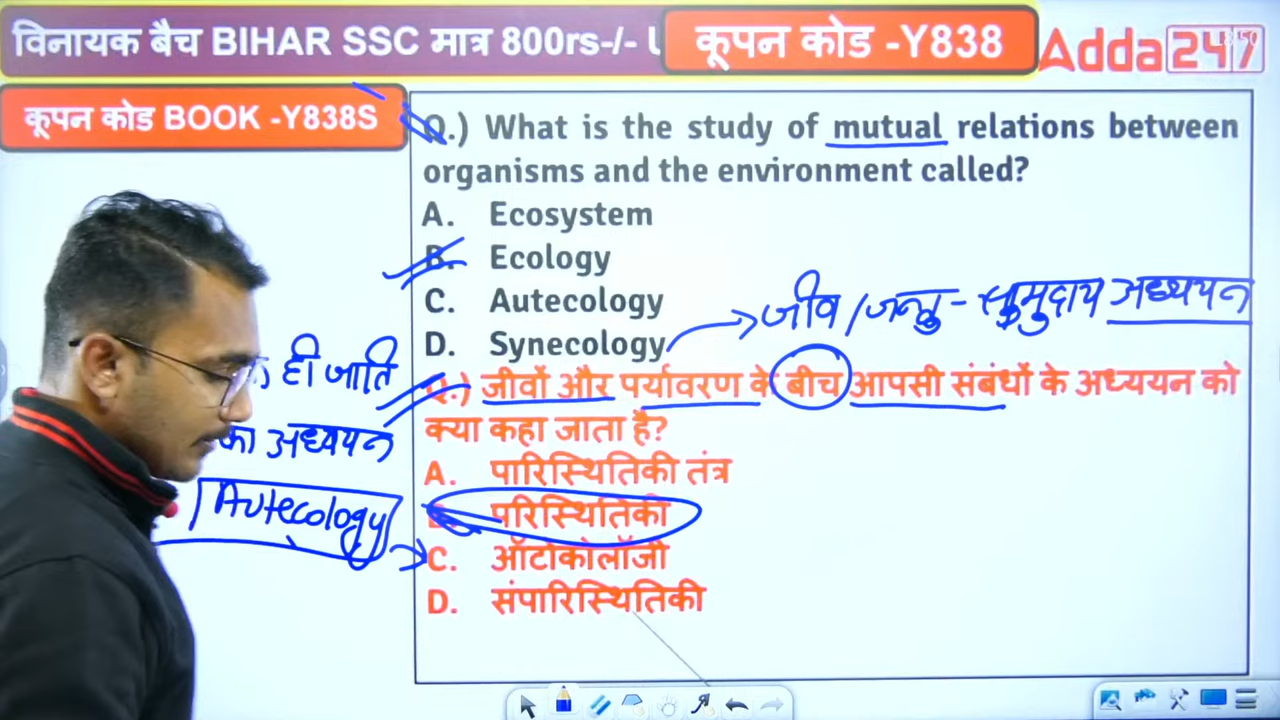 विनायक बैच BIHAR SSC मात्र 800rs-/-
कूपन कोड -Y838
Adda247
कूपन कोड BOOK -Y838S
Q.) What is the study of mutual relations between
organisms and the environment called?
A. Ecosystem
B. Ecology
C. Autecology
D. Synecology
जीव / जन्तु - समुदाय अध्ययन
ही जाति
का अध्ययन
Autecology
Q.) जीवों और पर्यावरण के बीच आपसी संबंधों के अध्ययन को
क्या कहा जाता है?
A. पारिस्थितिकी तंत्र
परिस्थितिकी
C. ऑटोकोलॉजी
D. संपारिस्थितिकी